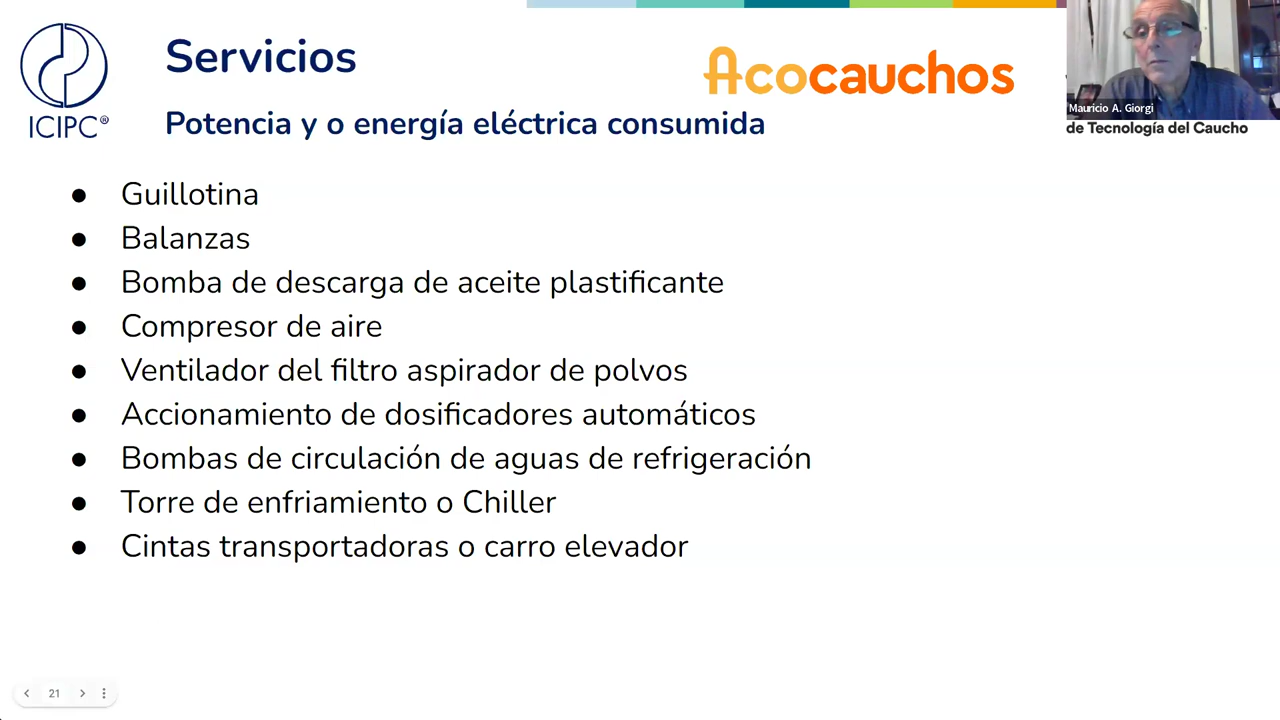 Servicios
Potencia y o energía eléctrica consumida
ICIPC®
Acocauchos
Mauricio A. Giorgi
de Tecnología del Caucho
● Guillotina
● Balanzas
● Bomba de descarga de aceite plastificante
● Compresor de aire
● Ventilador del filtro aspirador de polvos
● Accionamiento de dosificadores automáticos
● Bombas de circulación de aguas de refrigeración
● Torre de enfriamiento o Chiller
● Cintas transportadoras o carro elevador
21